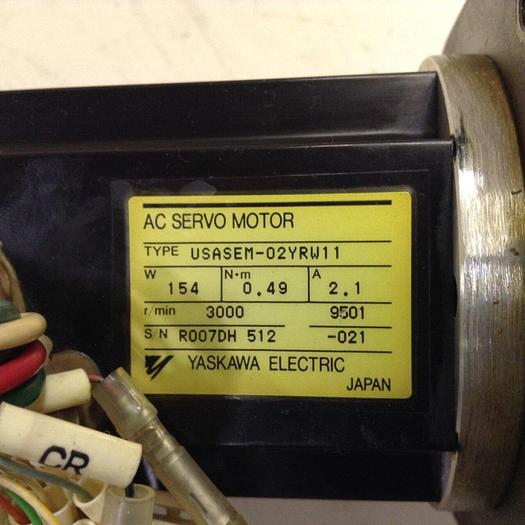 AC SERVO MOTOR
TYPE USASEM-02YRW11
W N·m A
154 0.49 2.1
r/min 3000 9501
S/N R007DH 512 -021
YASKAWA ELECTRIC
JAPAN
CR